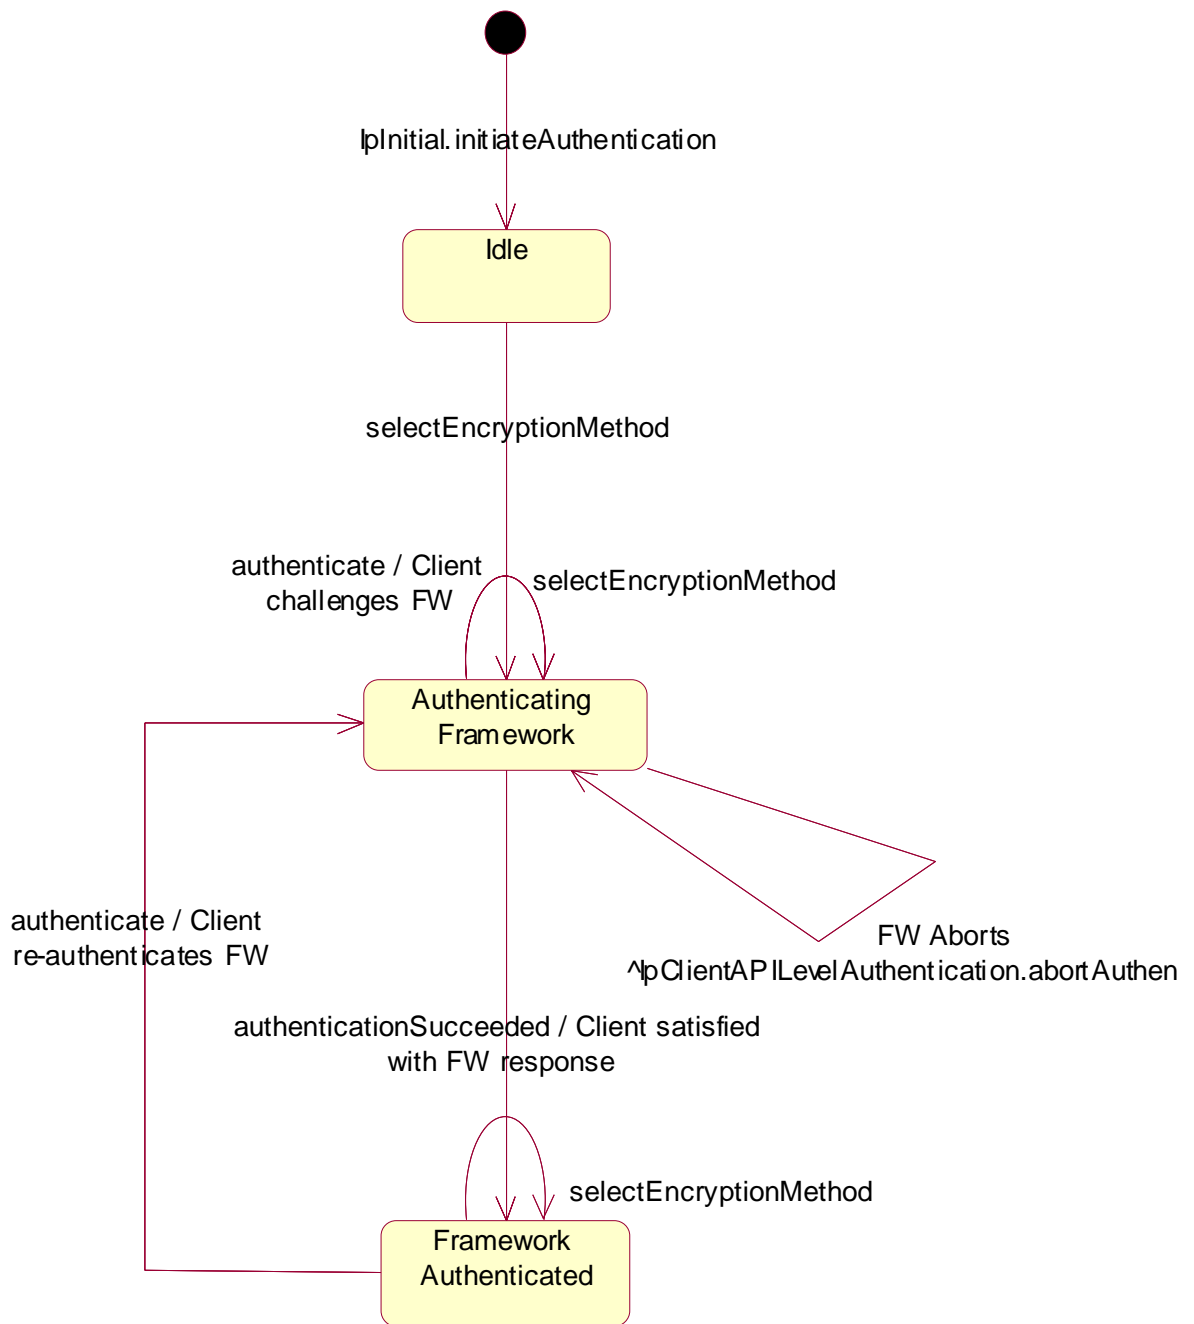 IpInitial.initiateAuthentication
Idle
selectEncryptionMethod
authenticate / Client
challenges FW
selectEncryptionMethod
Authenticating
Framework
authenticate / Client
re-authenticates FW
FW Aborts
^IpClientAPILevelAuthentication.abortAuthen
authenticationSucceeded / Client satisfied
with FW response
selectEncryptionMethod
Framework
Authenticated